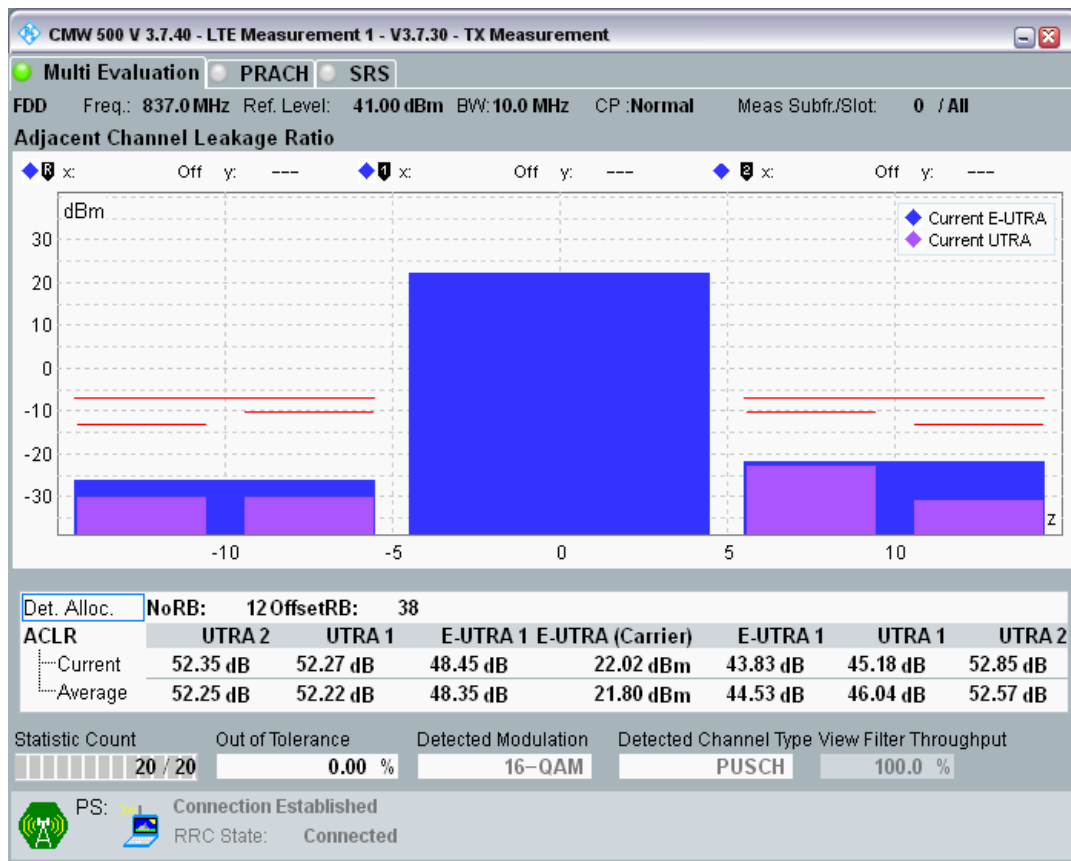 CMW 500 V 3.7.40 - LTE Measurement 1 - V3.7.30 - TX Measurement
Multi Evaluation PRACH SRS
FDD Freq.: 837.0 MHz Ref. Level: 41.00 dBm BW: 10.0 MHz CP :Normal Meas Subfr./Slot: 0 / All
Adjacent Channel Leakage Ratio
R x: Off y: --- 1 x: Off y: --- 2 x: Off y: ---
dBm
Current E-UTRA
Current UTRA
30
20
10
0
-10
-20
-30
z
-10 -5 0 5 10
Det. Alloc. NoRB: 12 OffsetRB: 38
ACLR UTRA 2 UTRA 1 E-UTRA 1 E-UTRA (Carrier) E-UTRA 1 UTRA 1 UTRA 2
Current 52.35 dB 52.27 dB 48.45 dB 22.02 dBm 43.83 dB 45.18 dB 52.85 dB
Average 52.25 dB 52.22 dB 48.35 dB 21.80 dBm 44.53 dB 46.04 dB 52.57 dB
Statistic Count Out of Tolerance Detected Modulation Detected Channel Type View Filter Throughput
20 / 20 0.00 % 16-QAM PUSCH 100.0 %
PS: Connection Established
RRC State: Connected